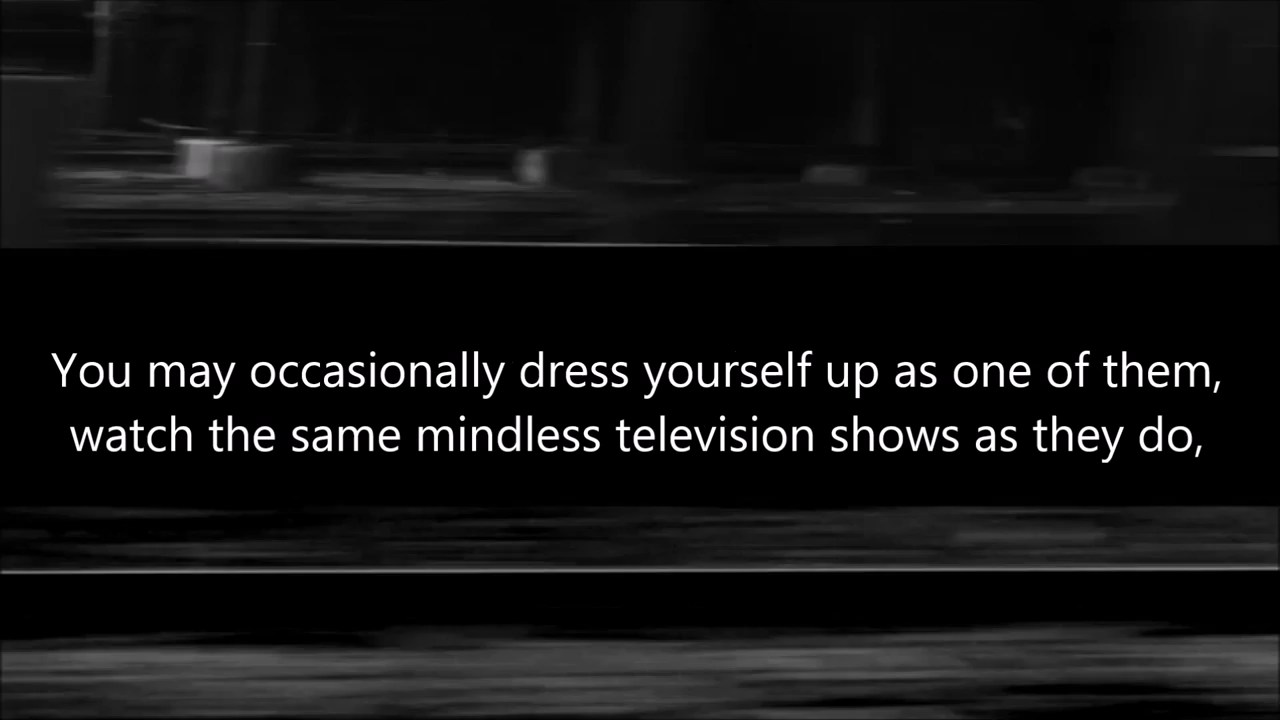 You may occasionally dress yourself up as one of them,
watch the same mindless television shows as they do,